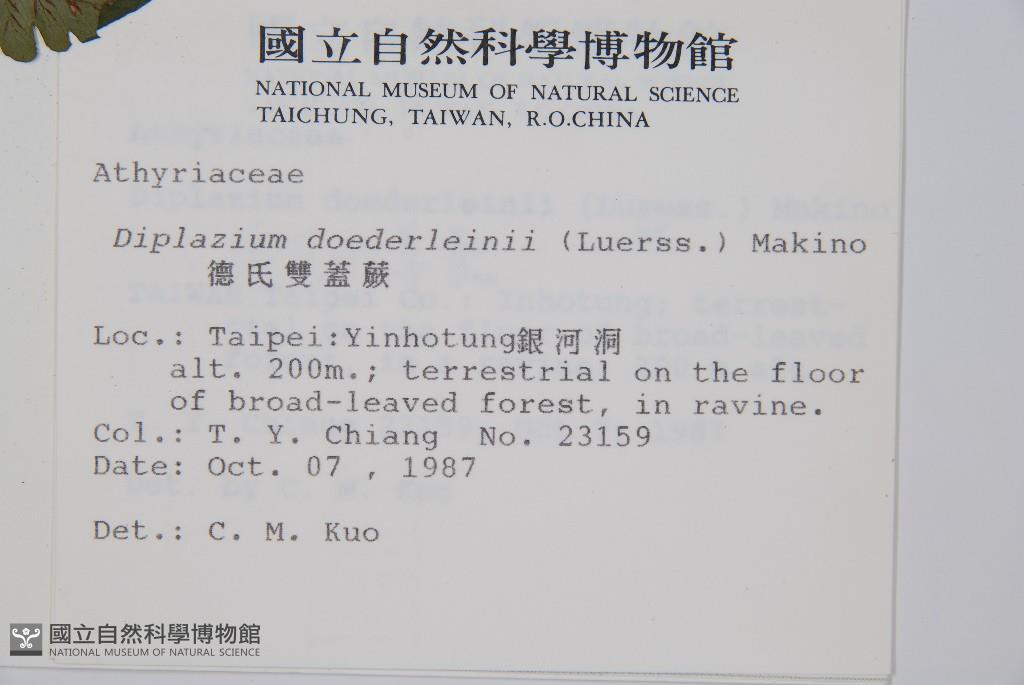 國立自然科學博物館
NATIONAL MUSEUM OF NATURAL SCIENCE
TAICHUNG, TAIWAN, R.O.CHINA
Athyriaceae
Diplazium doederleinii (Luerss.) Makino
德氏雙蓋蕨
Loc.: Taipei:Yinhotung銀河洞
alt. 200m.; terrestrial on the floor
of broad-leaved forest, in ravine.
Col.: T. Y. Chiang No. 23159
Date: Oct. 07 , 1987
Det.: C. M. Kuo
國立自然科學博物館
NATIONAL MUSEUM OF NATURAL SCIENCE